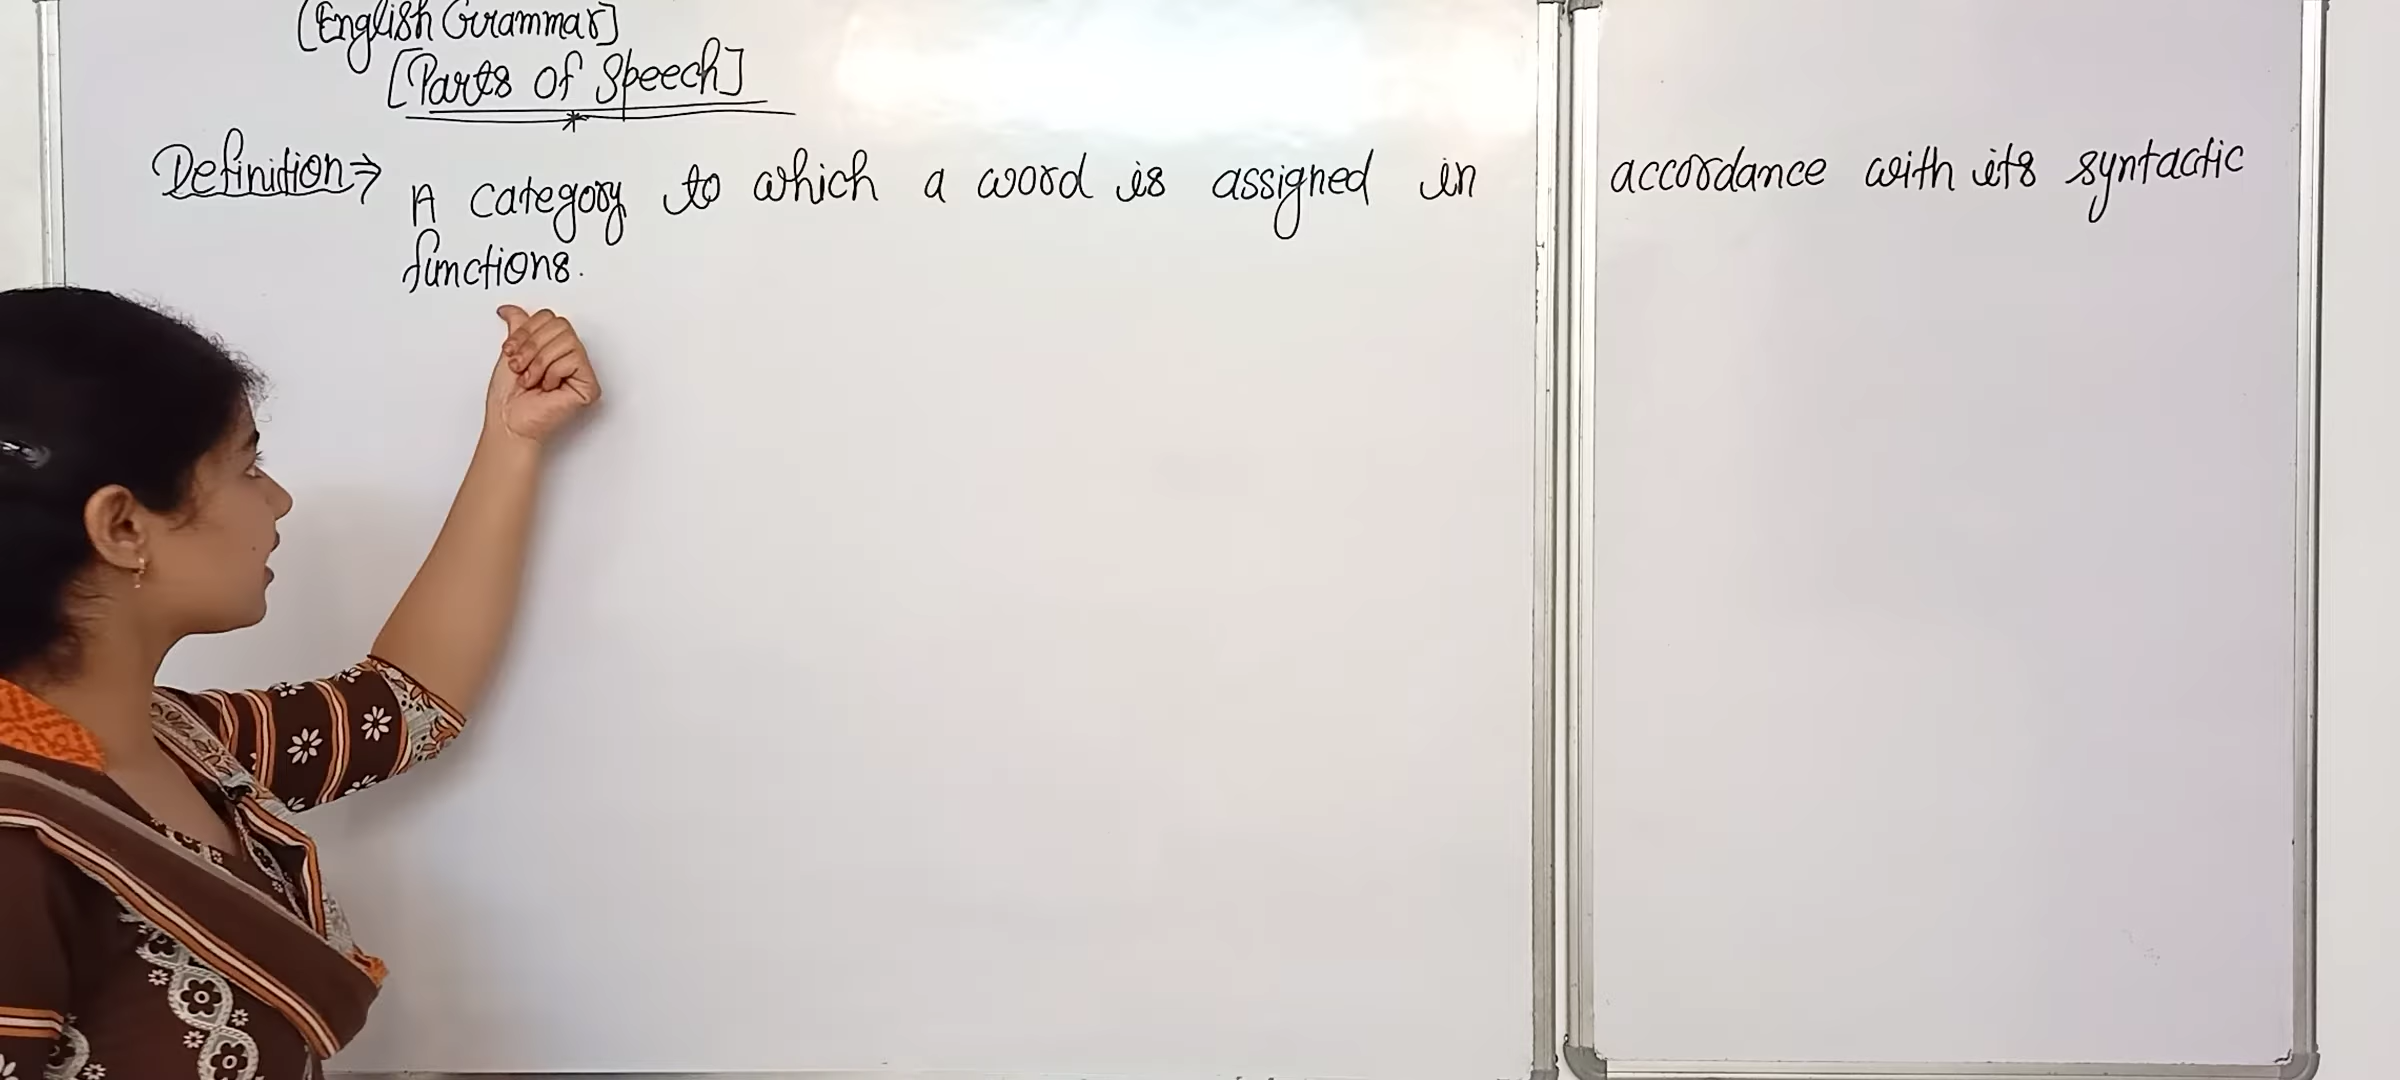 [English Grammar]
[Parts of Speech]
Definition⇒ A category to which a word is assigned in accordance with its syntactic
functions.